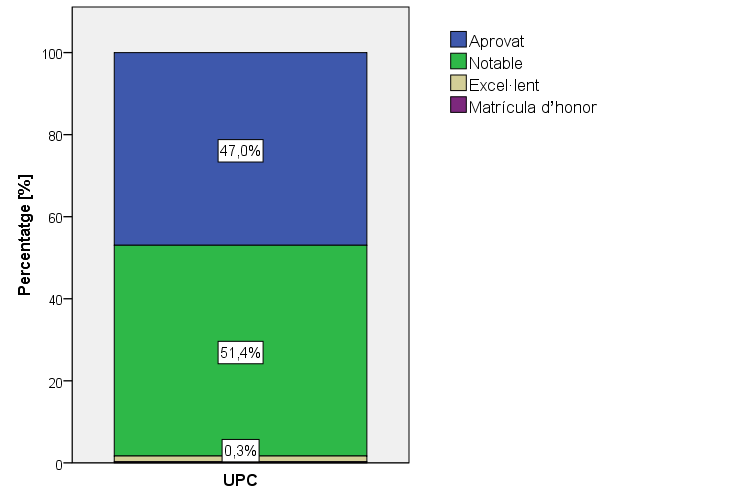 100
80
60
40
20
0
Percentatge [%]
47,0%
51,4%
0,3%
UPC
Aprovat
Notable
Excel·lent
Matrícula d’honor